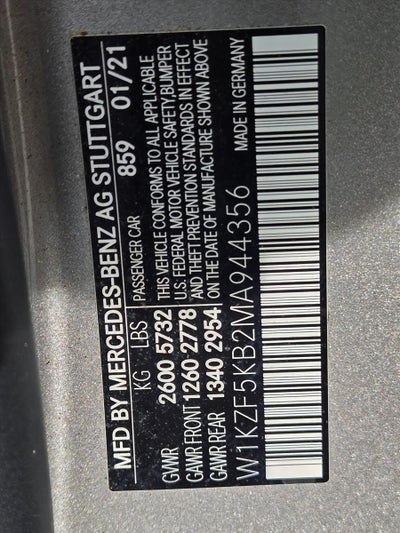 MFD BY MERCEDES-BENZ AG STUTTGART
859 01/21
KG LBS
PASSENGER CAR
GVWR 2600 5732
GAWR FRONT 1260 2778
GAWR REAR 1340 2954
THIS VEHICLE CONFORMS TO ALL APPLICABLE
U.S. FEDERAL MOTOR VEHICLE SAFETY,BUMPER
AND THEFT PREVENTION STANDARDS IN EFFECT
ON THE DATE OF MANUFACTURE SHOWN ABOVE
W1KZF5KB2MA944356
MADE IN GERMANY